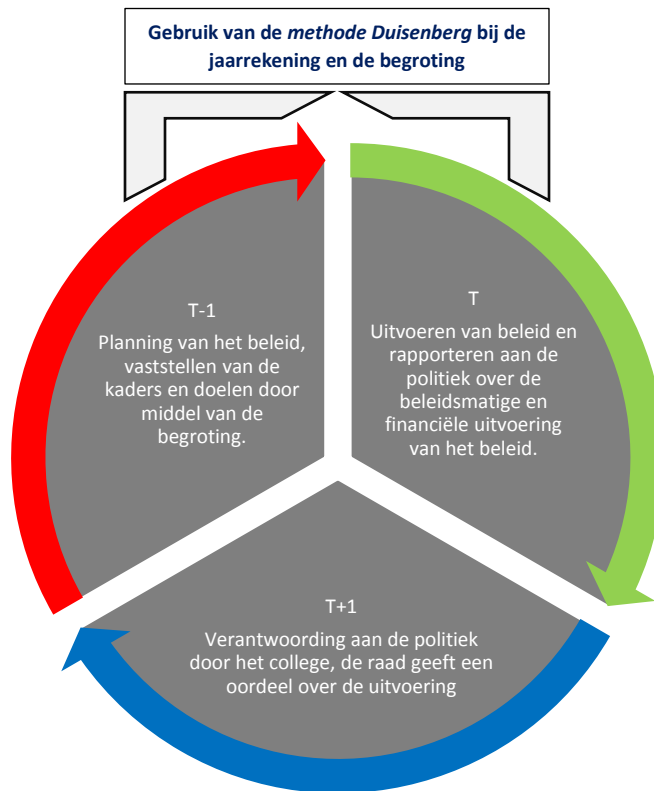 Gebruik van de methode Duisenberg bij de
jaarrekening en de begroting
T-1
Planning van het beleid,
vaststellen van de
kaders en doelen door
middel van de
begroting.
T
Uitvoeren van beleid en
rapporteren aan de
politiek over de
beleidsmatige en
financiële uitvoering
van het beleid.
T+1
Verantwoording aan de politiek
door het college, de raad geeft een
oordeel over de uitvoering